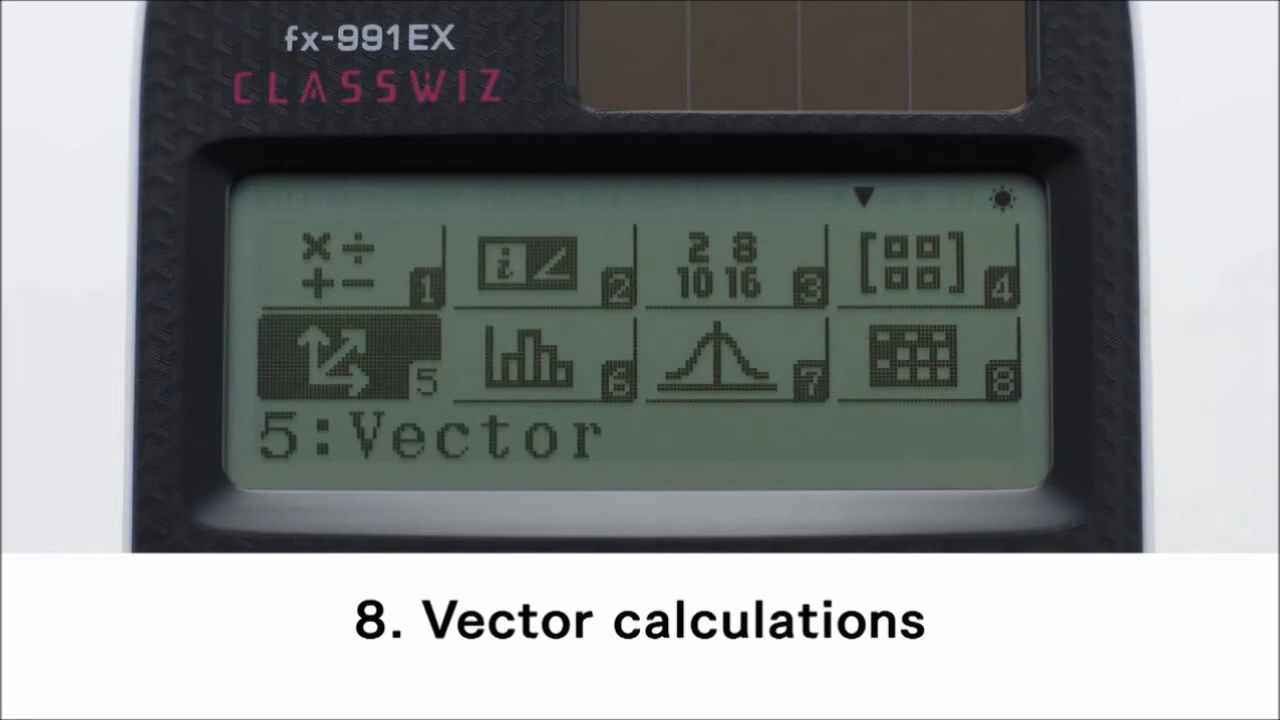 fx-991EX
CLASSWIZ
x ÷
+ −
1
i
2
2 8
10 16
3
4
5
6
7
8
5:Vector
8. Vector calculations